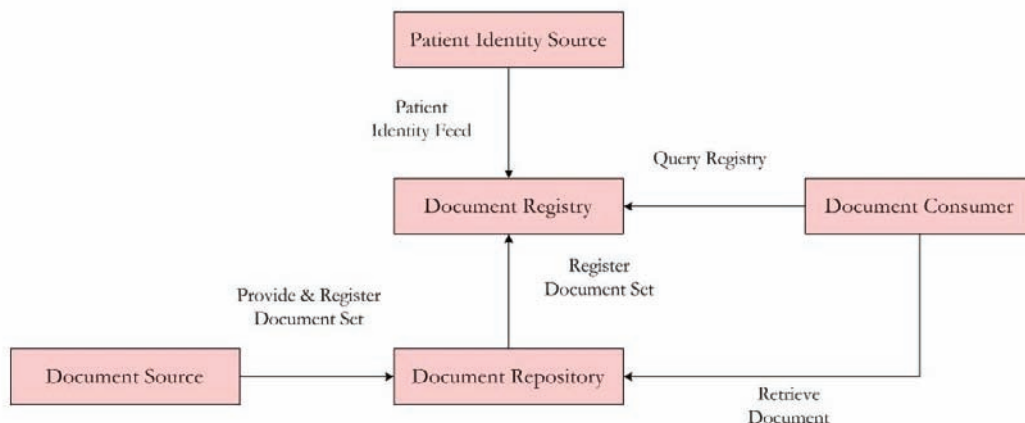 Patient Identity Source
Patient
Identity Feed
Query Registry
Document Registry
Document Consumer
Register
Document Set
Provide & Register
Document Set
Document Source
Document Repository
Retrieve
Document